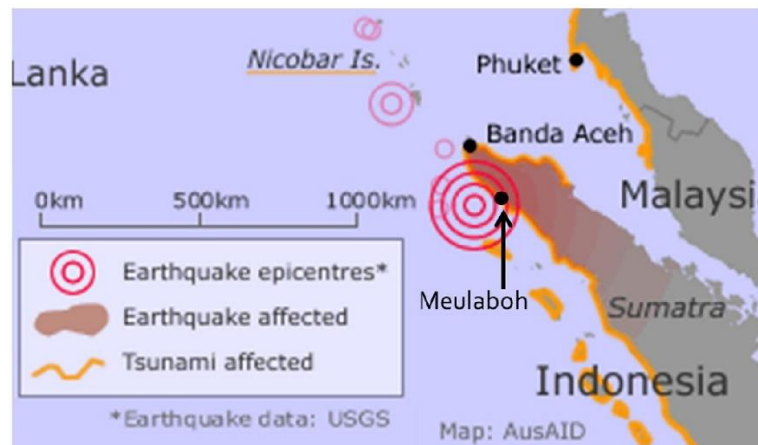 Lanka
Nicobar Is.
Phuket
Banda Aceh
Malaysi
0km 500km 1000km
Earthquake epicentres*
Earthquake affected
Tsunami affected
*Earthquake data: USGS
Meulaboh
Sumatra
Indonesia
Map: AusAID